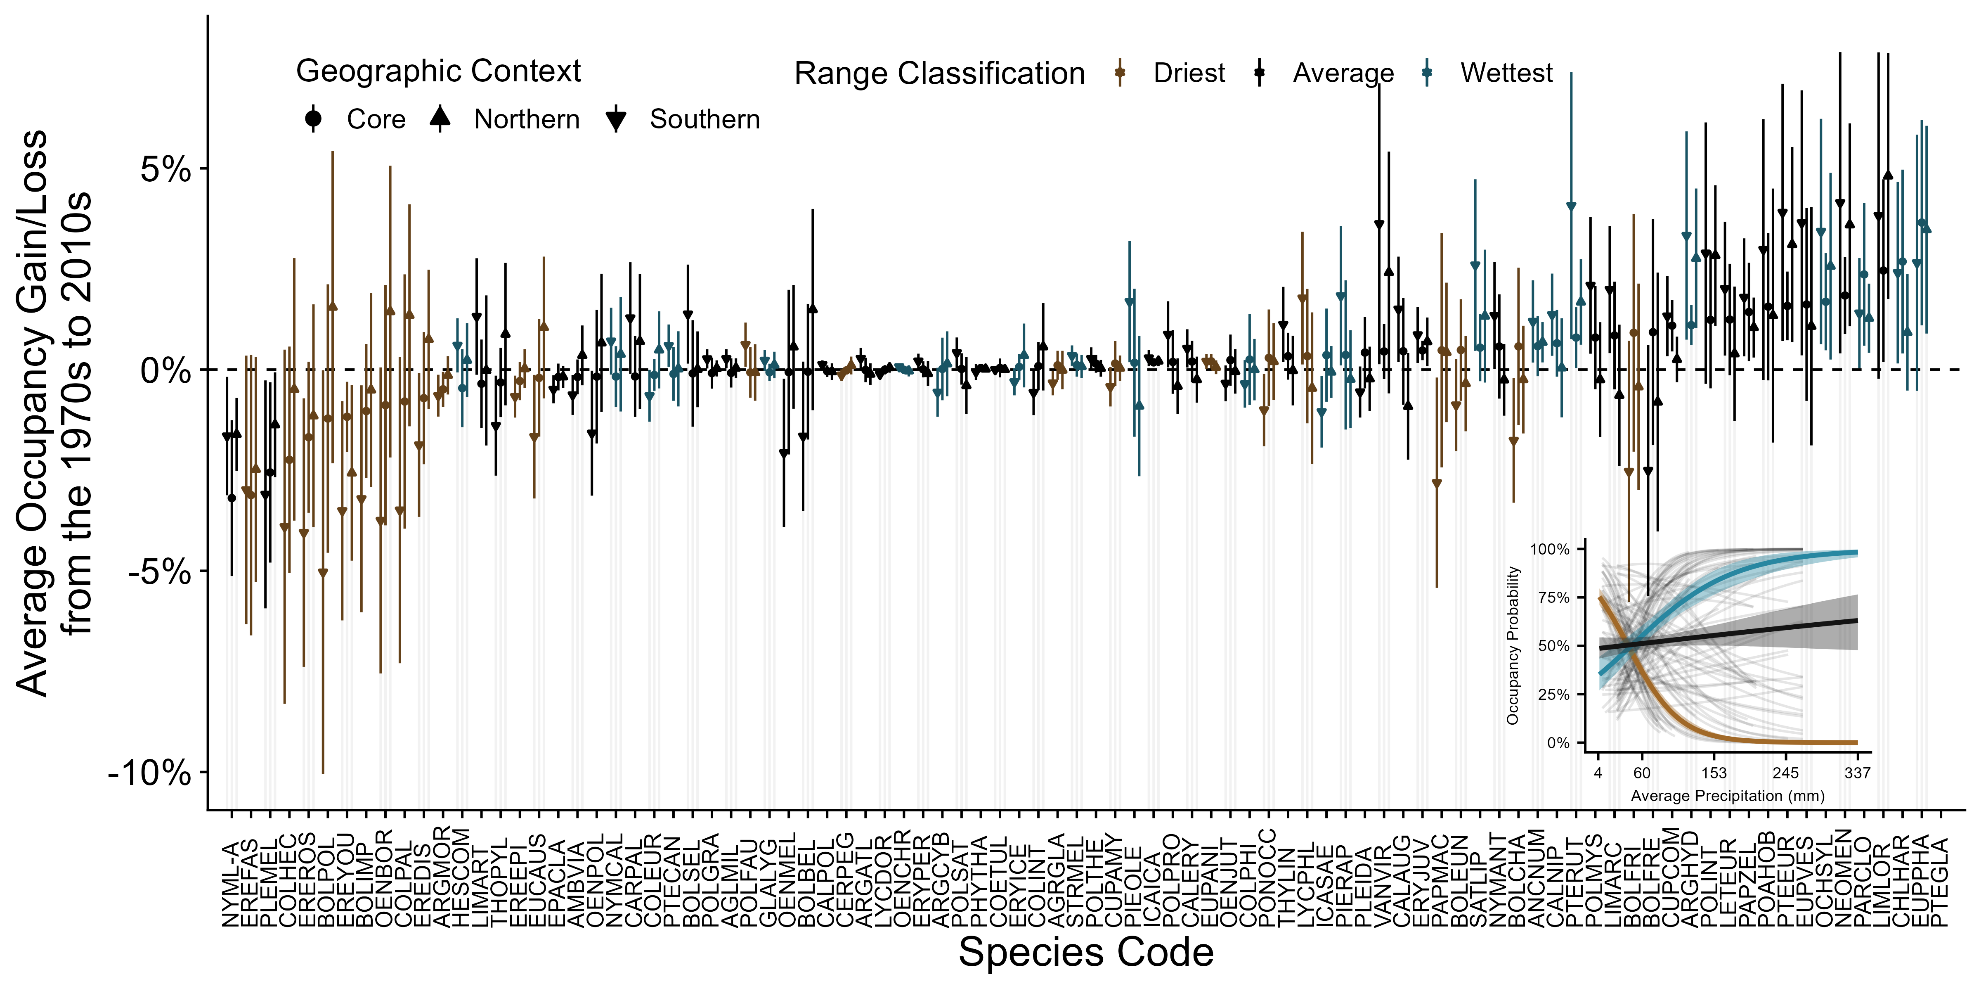 Average Occupancy Gain/Loss
from the 1970s to 2010s
Geographic Context
Core Northern Southern
Range Classification Driest Average Wettest
5%
0%
-5%
-10%
NYML-A
EREFAS
PLEMEL
COLHEC
EREROS
BOLPOL
EREYOU
BOLIMP
OENBOR
COLPAL
EREDIS
ARGMOR
HESCOM
LIMART
THOPYL
EREEPI
EUCAUS
EPACLA
AMBVIA
OENPOL
NYMCAL
CARPAL
COLEUR
PTECAN
BOLSEL
POLGRA
AGLMIL
POLFAU
GLALYG
OENMEL
BOLBEL
CALPOL
CERPEG
ARGATL
LYCDOR
OENCHR
ERYPER
ARGCYB
POLSAT
PHYTHA
COETUL
ERYICE
COLINT
AGRGLA
STRMEL
POLTHE
CUPAMY
PIEOLE
ICAICA
POLPRO
CALERY
EUPANI
OENJUT
COLPHI
PONOCC
THYLIN
LYCPHL
ICASAE
PIERAP
PLEIDA
VANVIR
CALAUG
ERYJUV
PAPMAC
BOLEUN
SATLIP
NYMANT
BOLCHA
ANCNUM
CALNIP
PTERUT
POLMYS
LIMARC
BOLFRI
BOLFRE
CUPCOM
ARGHYD
POLINT
LETEUR
PAPZEL
POAHOB
PTEEUR
EUPVES
OCHSYL
NEOMEN
PARCLO
LIMLOR
CHLHAR
EUPPHA
PTEGLA
Species Code
Occupancy Probability
100%
75%
50%
25%
0%
4 60 153 245 337
Average Precipitation (mm)